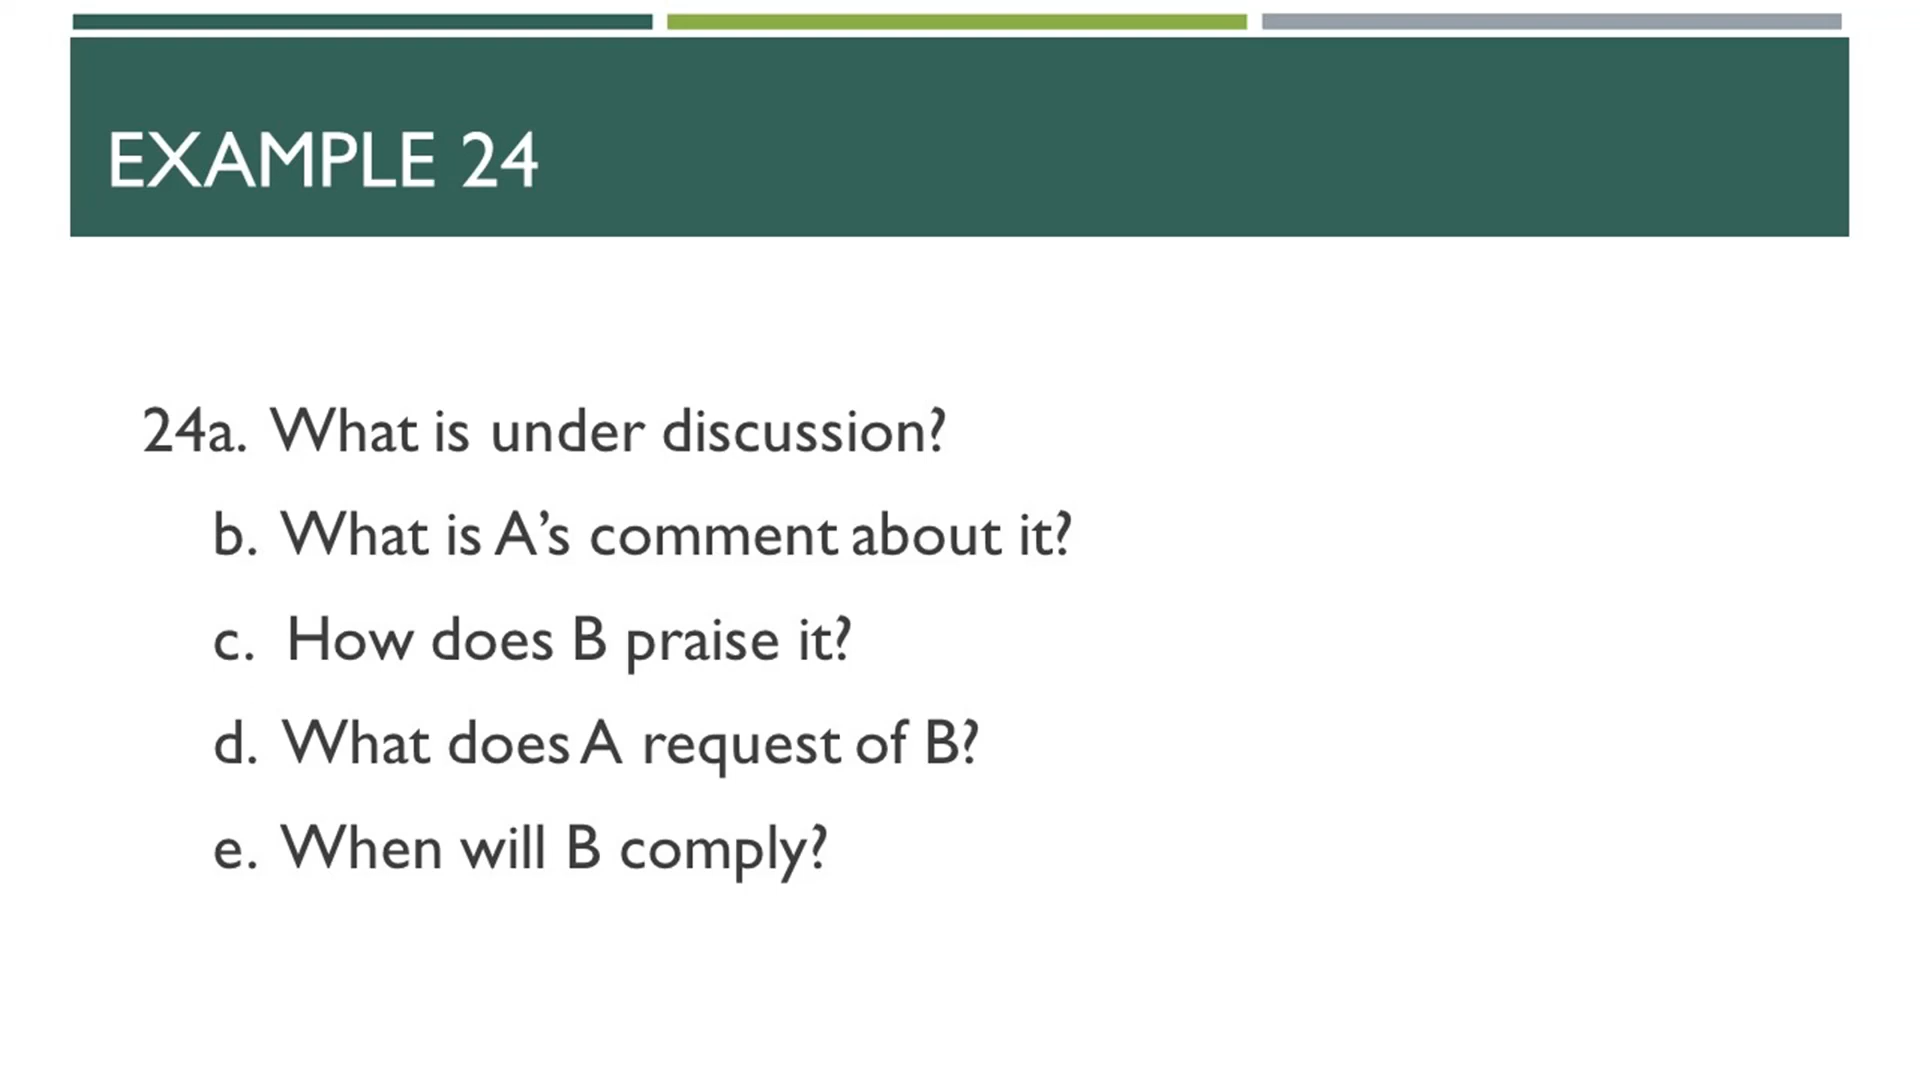 EXAMPLE 24
24a. What is under discussion?
b. What is A’s comment about it?
c. How does B praise it?
d. What does A request of B?
e. When will B comply?